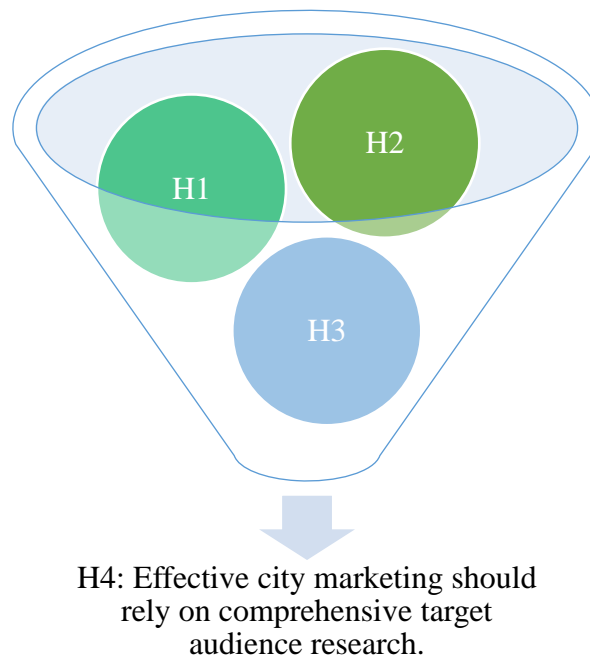 H2
H1
H3
H4: Effective city marketing should
rely on comprehensive target
audience research.